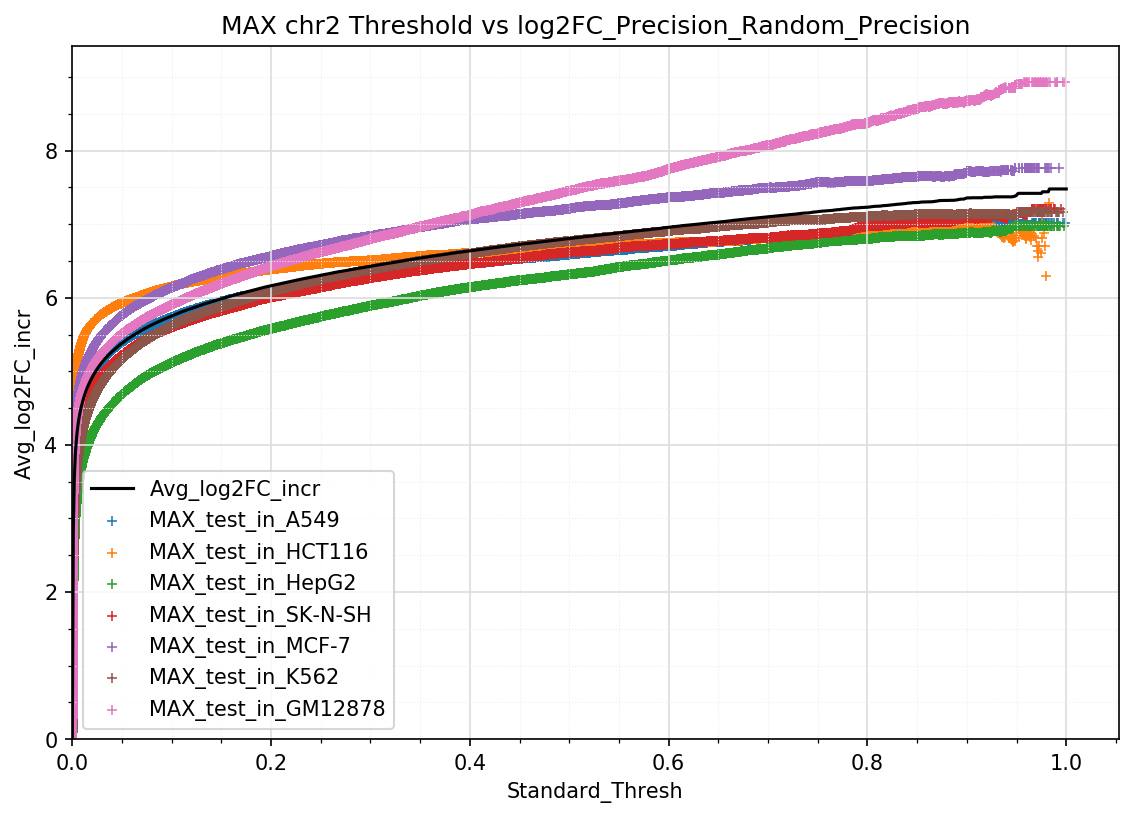 MAX chr2 Threshold vs log2FC_Precision_Random_Precision
Avg_log2FC_incr
8
6
4
2
0
Avg_log2FC_incr
MAX_test_in_A549
MAX_test_in_HCT116
MAX_test_in_HepG2
MAX_test_in_SK-N-SH
MAX_test_in_MCF-7
MAX_test_in_K562
MAX_test_in_GM12878
0.0 0.2 0.4 0.6 0.8 1.0
Standard_Thresh